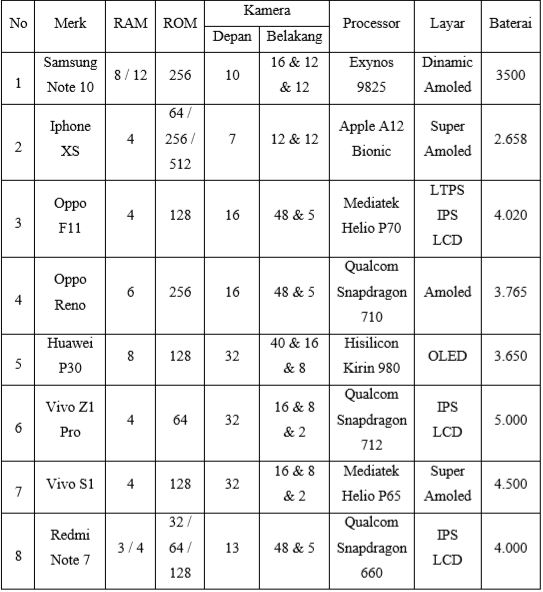 No Merk RAM ROM Kamera Processor Layar Baterai
Depan Belakang
1 Samsung Note 10 8 / 12 256 10 16 & 12 & 12 Exynos 9825 Dinamic Amoled 3500
2 Iphone XS 4 64 / 256 / 512 7 12 & 12 Apple A12 Bionic Super Amoled 2.658
3 Oppo F11 4 128 16 48 & 5 Mediatek Helio P70 LTPS IPS LCD 4.020
4 Oppo Reno 6 256 16 48 & 5 Qualcom Snapdragon 710 Amoled 3.765
5 Huawei P30 8 128 32 40 & 16 & 8 Hisilicon Kirin 980 OLED 3.650
6 Vivo Z1 Pro 4 64 32 16 & 8 & 2 Qualcom Snapdragon 712 IPS LCD 5.000
7 Vivo S1 4 128 32 16 & 8 & 2 Mediatek Helio P65 Super Amoled 4.500
8 Redmi Note 7 3 / 4 32 / 64 / 128 13 48 & 5 Qualcom Snapdragon 660 IPS LCD 4.000